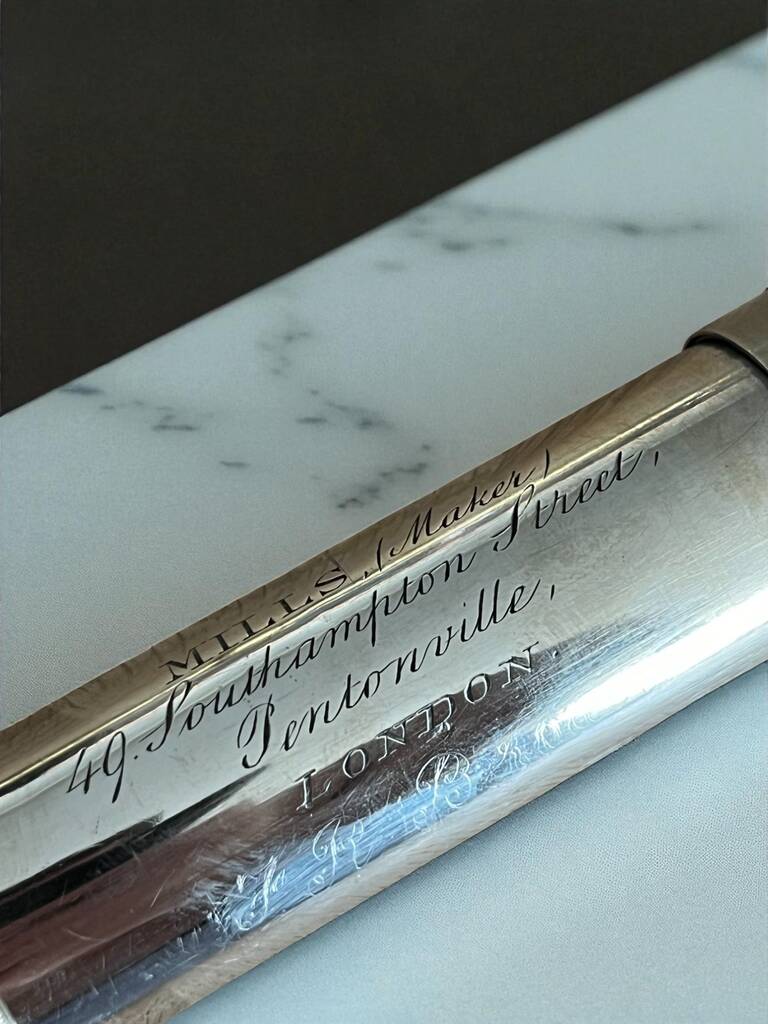 MILLS, (Maker)
49. Southampton Street,
Pentonville,
LONDON.